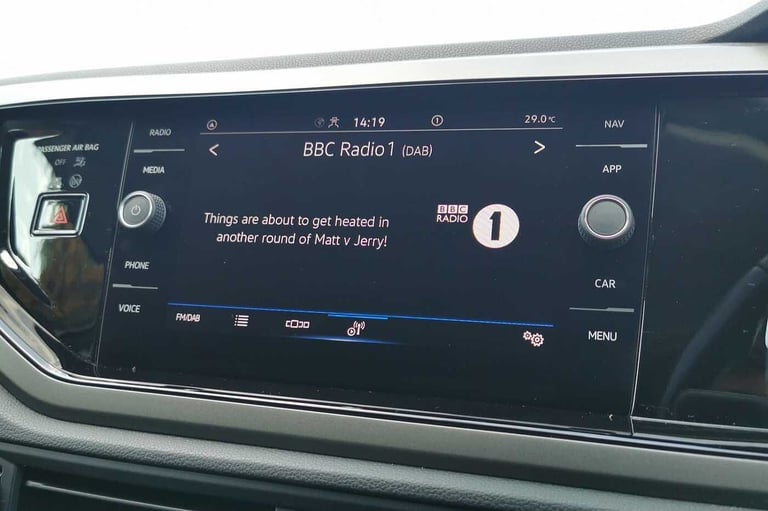 PASSENGER AIR BAG
OFF
RADIO
MEDIA
PHONE
VOICE
14:19
29.0°C
BBC Radio 1 (DAB)
Things are about to get heated in
another round of Matt v Jerry!
BBC
RADIO
1
FM/DAB
NAV
APP
CAR
MENU